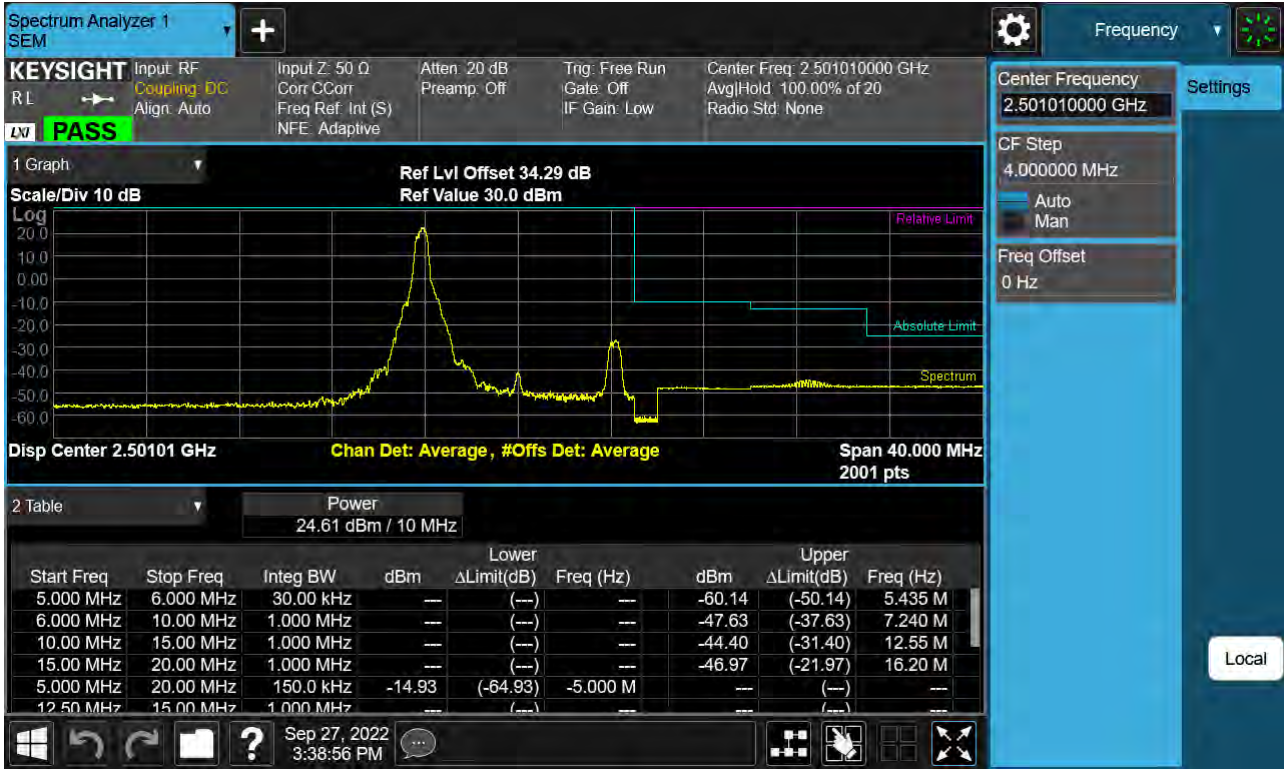 Spectrum Analyzer 1
SEM
+
Frequency
KEYSIGHT
RL
LXI PASS
Input: RF
Coupling: DC
Align: Auto
Input Z: 50 Ω
Corr CCorr
Freq Ref: Int (S)
NFE: Adaptive
Atten: 20 dB
Preamp: Off
Trig: Free Run
Gate: Off
IF Gain: Low
Center Freq: 2.501010000 GHz
Avg|Hold: 100.00% of 20
Radio Std: None
Center Frequency
2.501010000 GHz
Settings
CF Step
4.000000 MHz
Auto
Man
Freq Offset
0 Hz
1 Graph
Scale/Div 10 dB
Ref Lvl Offset 34.29 dB
Ref Value 30.0 dBm
Log
20.0
10.0
0.00
-10.0
-20.0
-30.0
-40.0
-50.0
-60.0
Relative Limit
Absolute Limit
Spectrum
Disp Center 2.50101 GHz
Chan Det: Average, #Offs Det: Average
Span 40.000 MHz
2001 pts
2 Table
Power
24.61 dBm / 10 MHz
Lower Upper
Start Freq Stop Freq Integ BW dBm ΔLimit(dB) Freq (Hz) dBm ΔLimit(dB) Freq (Hz)
5.000 MHz 6.000 MHz 30.00 kHz --- (---) --- -60.14 (-50.14) 5.435 M
6.000 MHz 10.00 MHz 1.000 MHz --- (---) --- -47.63 (-37.63) 7.240 M
10.00 MHz 15.00 MHz 1.000 MHz --- (---) --- -44.40 (-31.40) 12.55 M
15.00 MHz 20.00 MHz 1.000 MHz --- (---) --- -46.97 (-21.97) 16.20 M
5.000 MHz 20.00 MHz 150.0 kHz -14.93 (-64.93) -5.000 M --- (---) ---
12.50 MHz 15.00 MHz 1.000 MHz --- (---) --- --- (---) ---
Local
?
Sep 27, 2022
3:38:56 PM